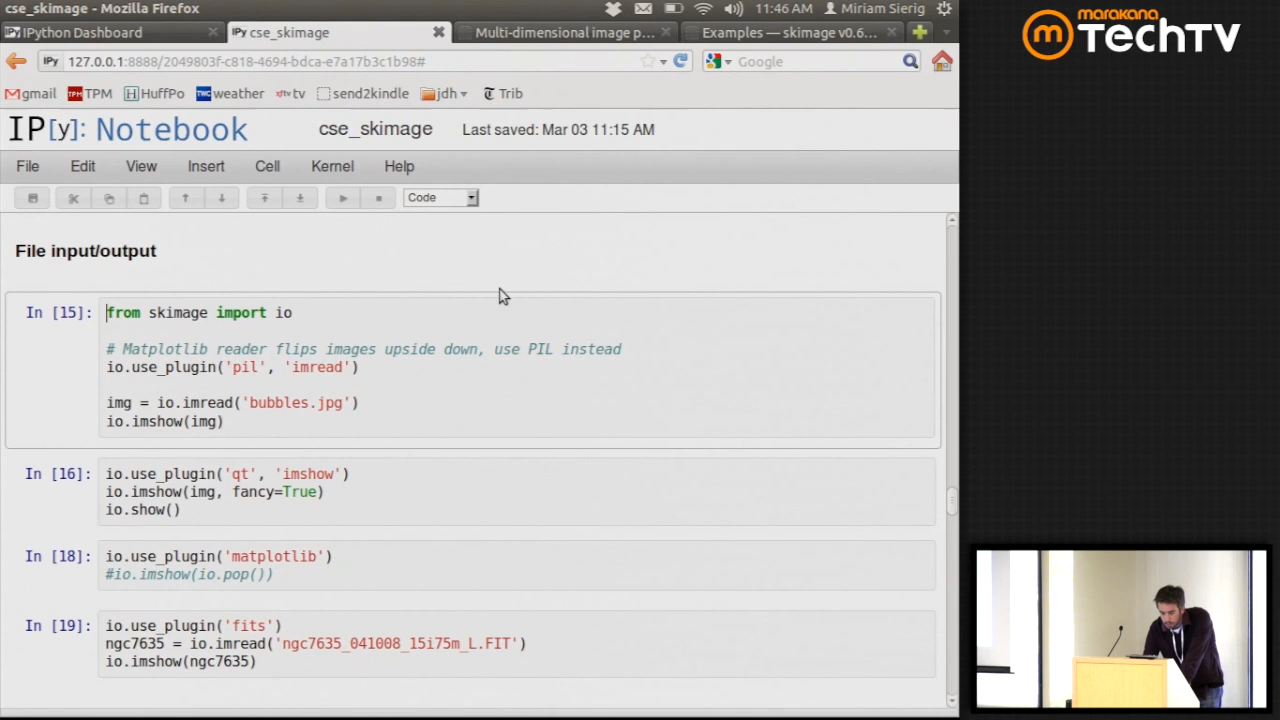 cse_skimage - Mozilla Firefox
11:46 AM
Miriam Sierig
IPy IPython Dashboard
IPy cse_skimage
Multi-dimensional image p...
Examples — skimage v0.6...
IPy 127.0.0.1:8888/2049803f-c818-4694-bdca-e7a17b3c1b98#
Google
gmail
TPM TPM
H HuffPo
TWC weather
xftv tv
send2kindle
jdh
T Trib
IP[y]: Notebook
cse_skimage
Last saved: Mar 03 11:15 AM
File Edit View Insert Cell Kernel Help
Code
File input/output
In [15]: from skimage import io
# Matplotlib reader flips images upside down, use PIL instead
io.use_plugin('pil', 'imread')
img = io.imread('bubbles.jpg')
io.imshow(img)
In [16]: io.use_plugin('qt', 'imshow')
io.imshow(img, fancy=True)
io.show()
In [18]: io.use_plugin('matplotlib')
#io.imshow(io.pop())
In [19]: io.use_plugin('fits')
ngc7635 = io.imread('ngc7635_041008_15i75m_L.FIT')
io.imshow(ngc7635)
marakana
m TechTV